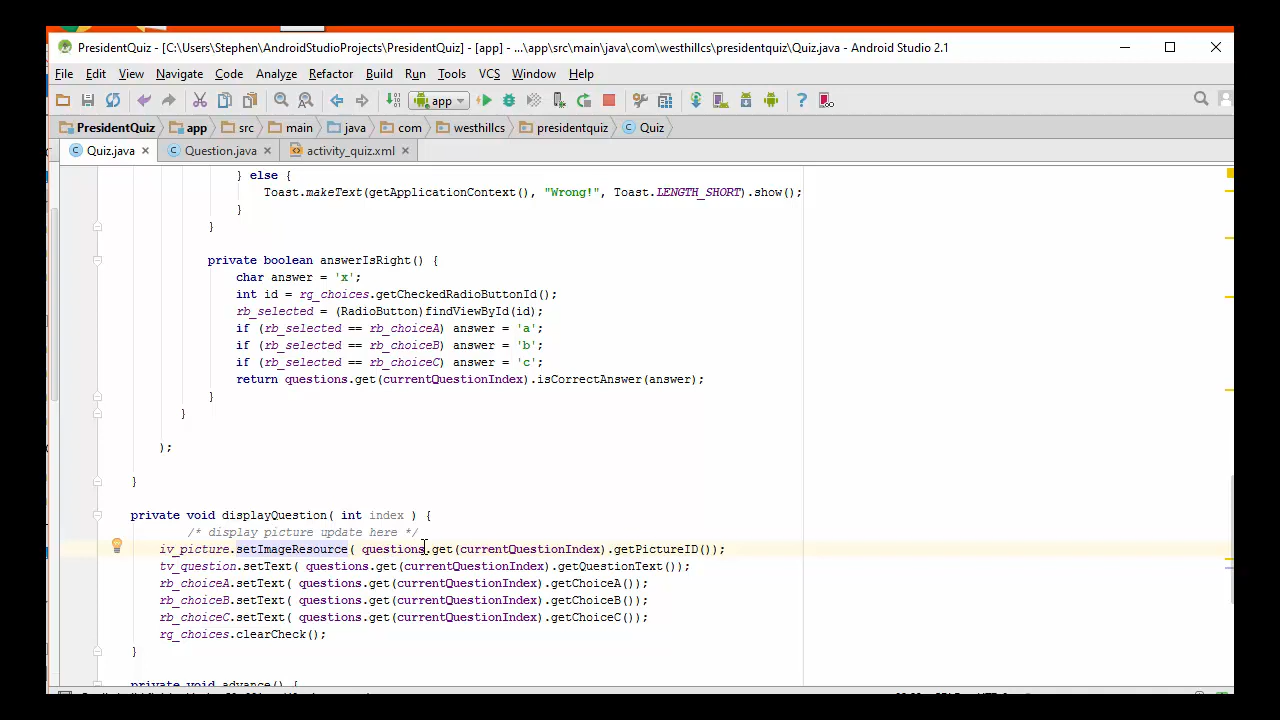 PresidentQuiz - [C:\Users\Stephen\AndroidStudioProjects\PresidentQuiz] - [app] - ...\app\src\main\java\com\westhillcs\presidentquiz\Quiz.java - Android Studio 2.1
File Edit View Navigate Code Analyze Refactor Build Run Tools VCS Window Help
app
PresidentQuiz app src main java com westhillcs presidentquiz Quiz
Quiz.java Question.java activity_quiz.xml
} else {
Toast.makeText(getApplicationContext(), "Wrong!", Toast.LENGTH_SHORT).show();
}
}
private boolean answerIsRight() {
char answer = 'x';
int id = rg_choices.getCheckedRadioButtonId();
rb_selected = (RadioButton)findViewById(id);
if (rb_selected == rb_choiceA) answer = 'a';
if (rb_selected == rb_choiceB) answer = 'b';
if (rb_selected == rb_choiceC) answer = 'c';
return questions.get(currentQuestionIndex).isCorrectAnswer(answer);
}
}
);
}
private void displayQuestion( int index ) {
/* display picture update here */
iv_picture.setImageResource( questions.get(currentQuestionIndex).getPictureID());
tv_question.setText( questions.get(currentQuestionIndex).getQuestionText());
rb_choiceA.setText( questions.get(currentQuestionIndex).getChoiceA());
rb_choiceB.setText( questions.get(currentQuestionIndex).getChoiceB());
rb_choiceC.setText( questions.get(currentQuestionIndex).getChoiceC());
rg_choices.clearCheck();
}
private void advance() {